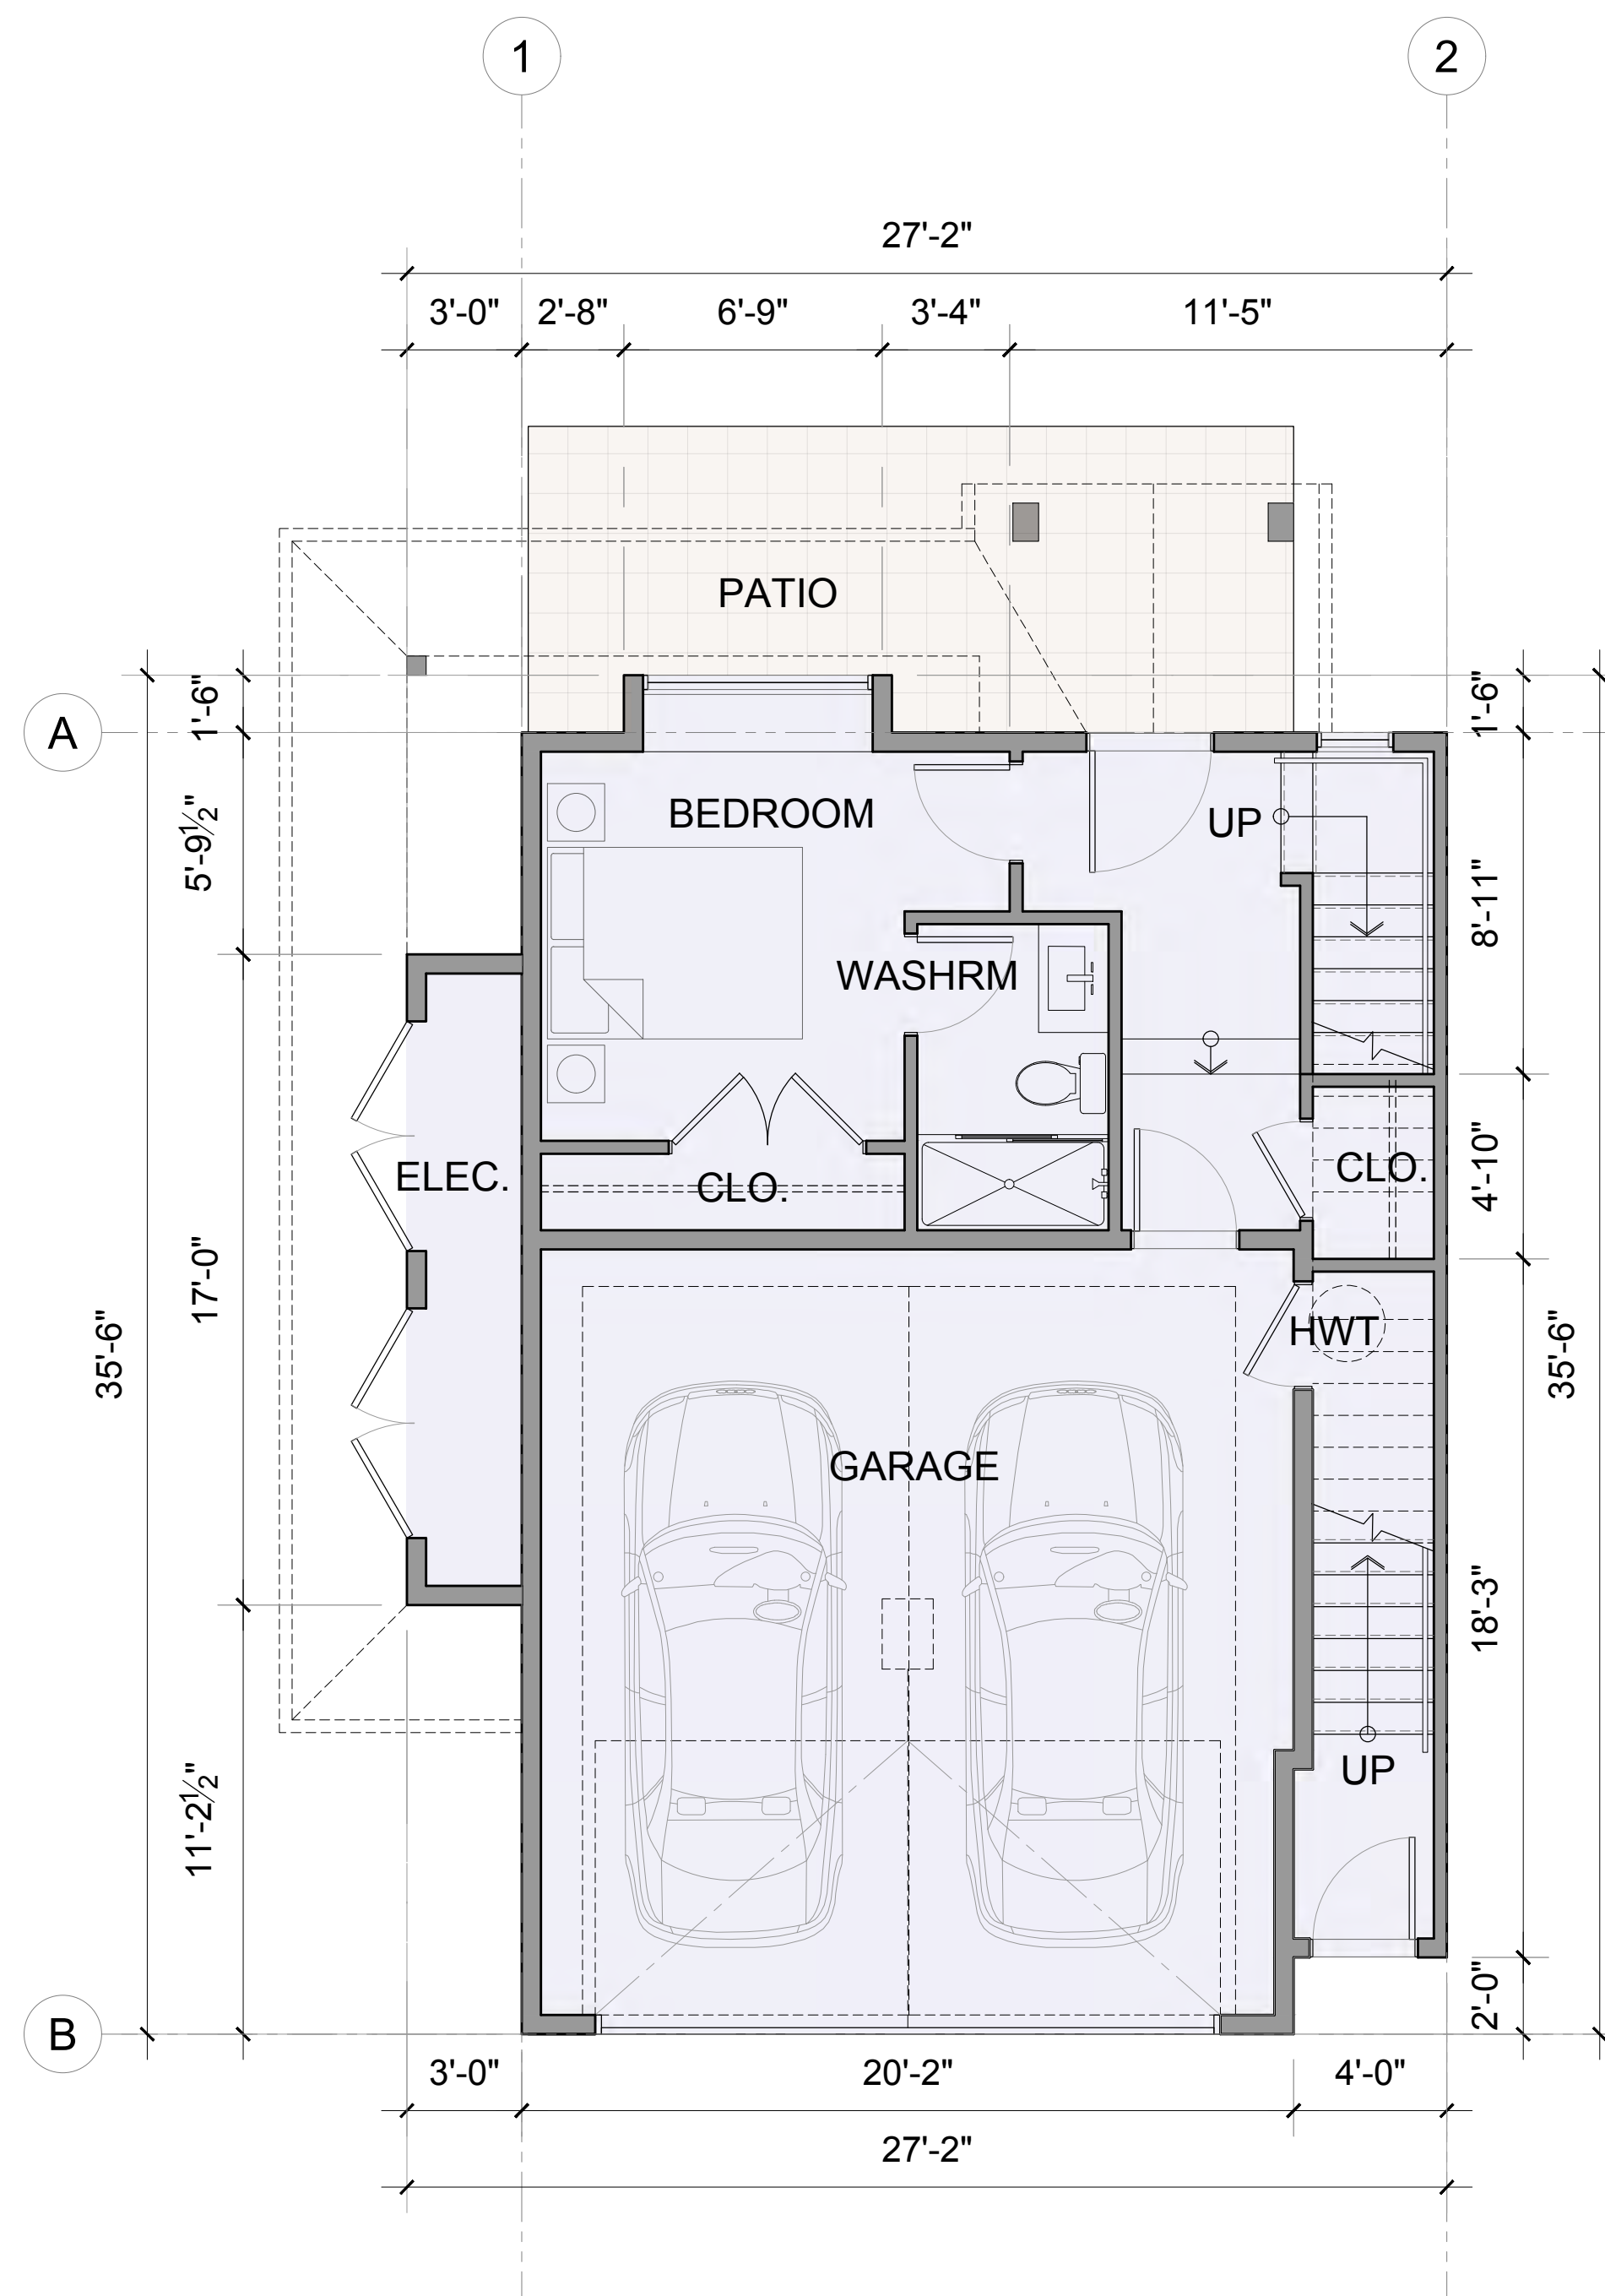 1
2
27'-2"
3'-0"
2'-8"
6'-9"
3'-4"
11'-5"
PATIO
1'-6"
1'-6"
A
BEDROOM
UP
5'-9½"
8'-11"
WASHRM
ELEC.
CLO.
CLO.
4'-10"
17'-0"
35'-6"
HWT
35'-6"
GARAGE
18'-3"
UP
11'-2½"
2'-0"
B
3'-0"
20'-2"
4'-0"
27'-2"